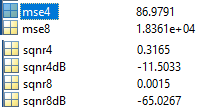 mse4 86.9791
mse8 1.8361e+04
sqnr4 0.3165
sqnr4dB -11.5033
sqnr8 0.0015
sqnr8dB -65.0267